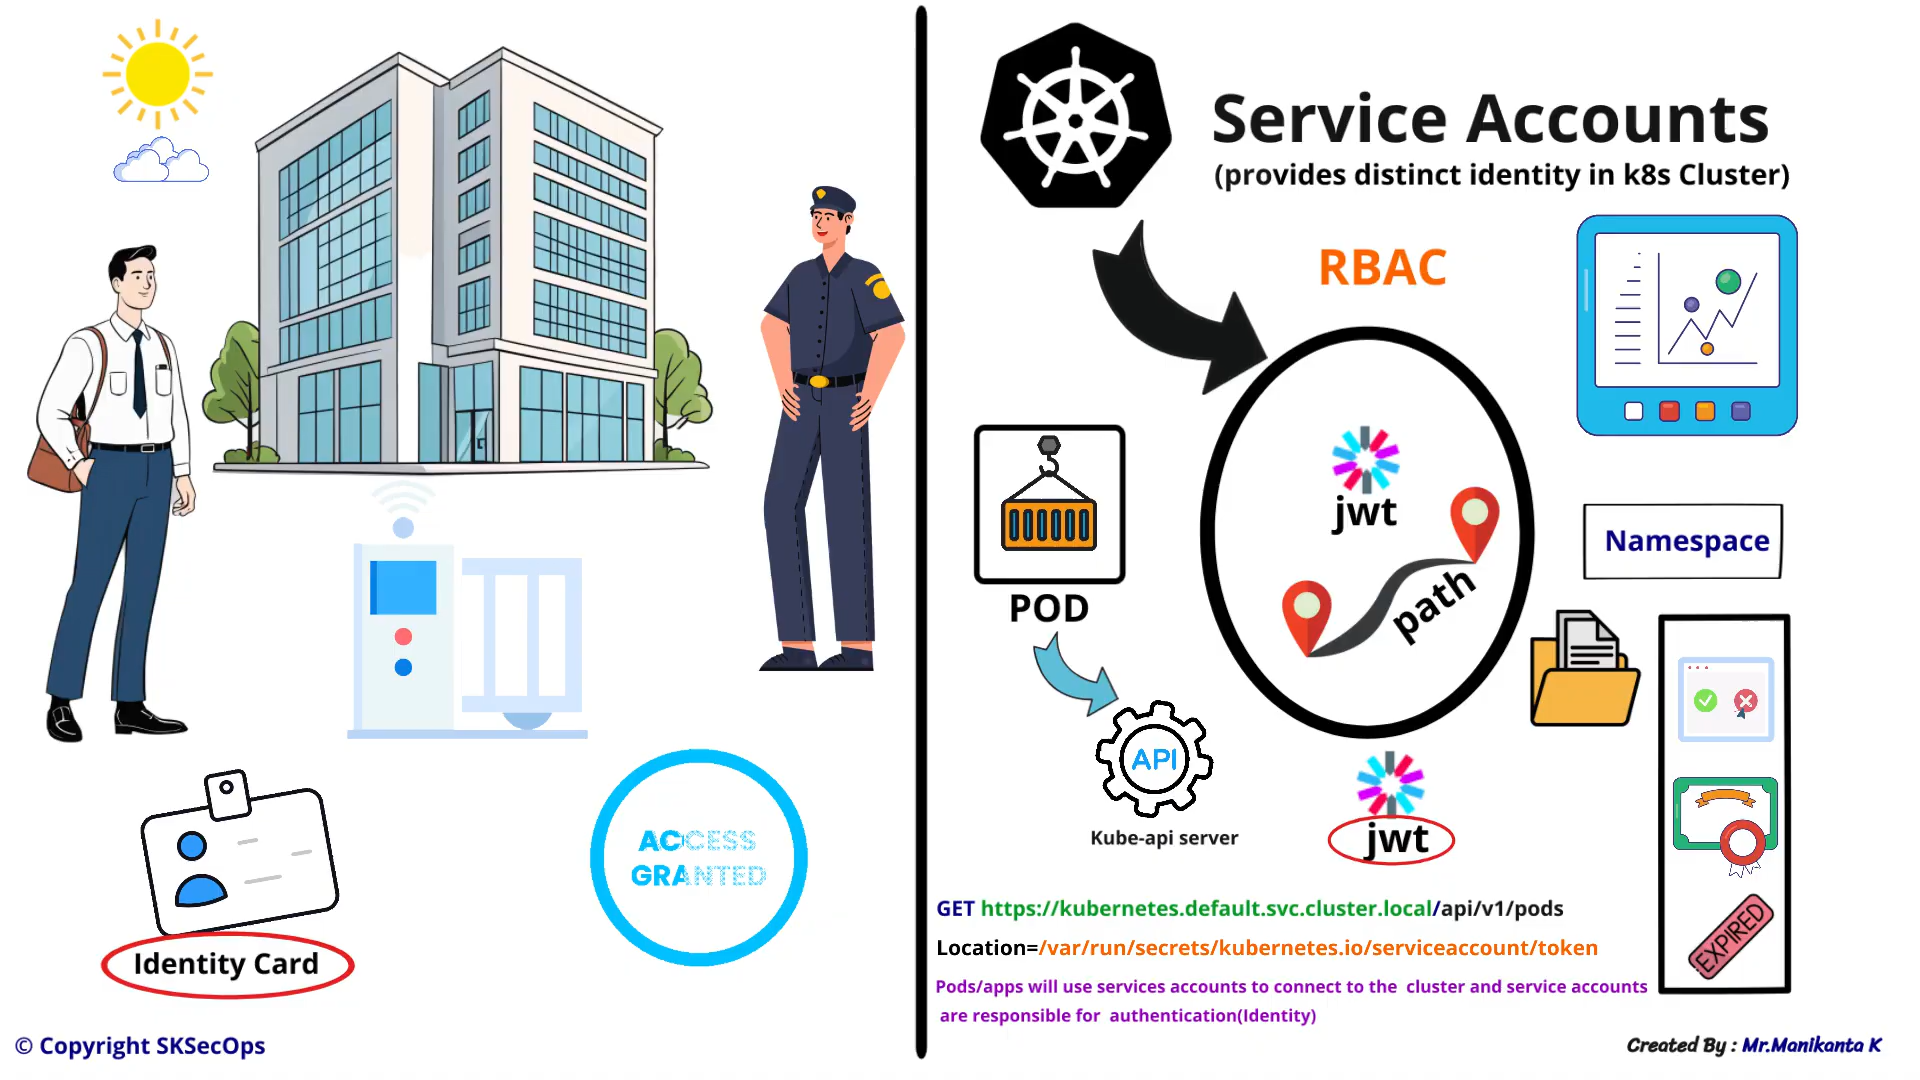 Service Accounts
(provides distinct identity in k8s Cluster)
RBAC
jwt
path
Namespace
POD
API
Kube-api server
jwt
EXPIRED
ACCESS
GRANTED
Identity Card
GET https://kubernetes.default.svc.cluster.local/api/v1/pods
Location=/var/run/secrets/kubernetes.io/serviceaccount/token
Pods/apps will use services accounts to connect to the cluster and service accounts
are responsible for authentication(Identity)
© Copyright SKSecOps
Created By : Mr.Manikanta K